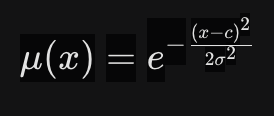 μ(x) = e^{-\frac{(x-c)^2}{2σ^2}}